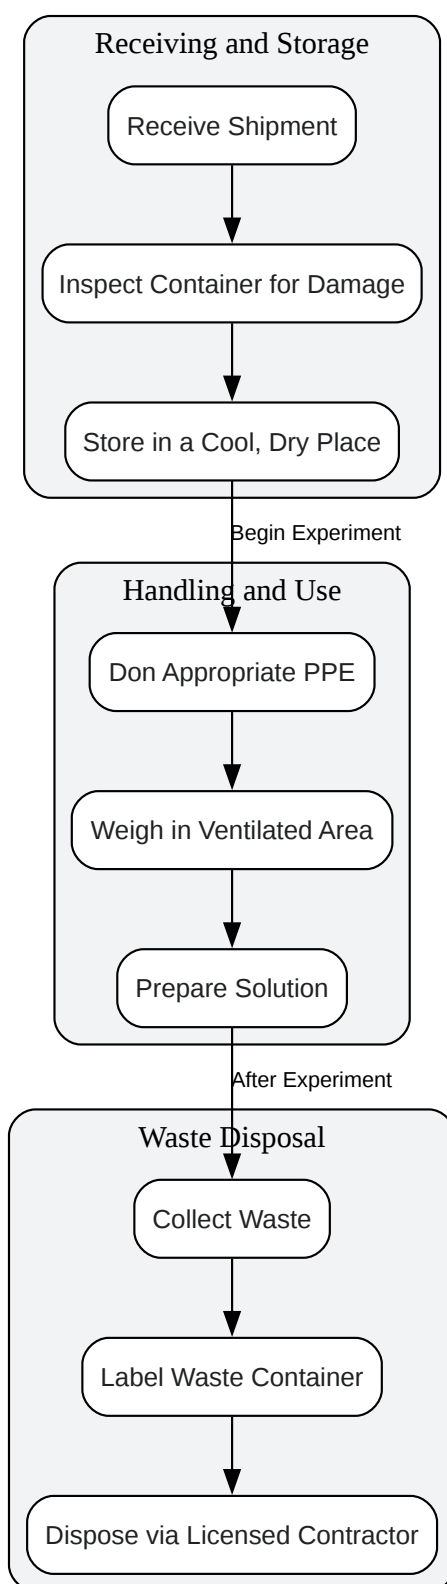 Receiving and Storage
Receive Shipment
Inspect Container for Damage
Store in a Cool, Dry Place
Begin Experiment
Handling and Use
Don Appropriate PPE
Weigh in Ventilated Area
Prepare Solution
After Experiment
Waste Disposal
Collect Waste
Label Waste Container
Dispose via Licensed Contractor